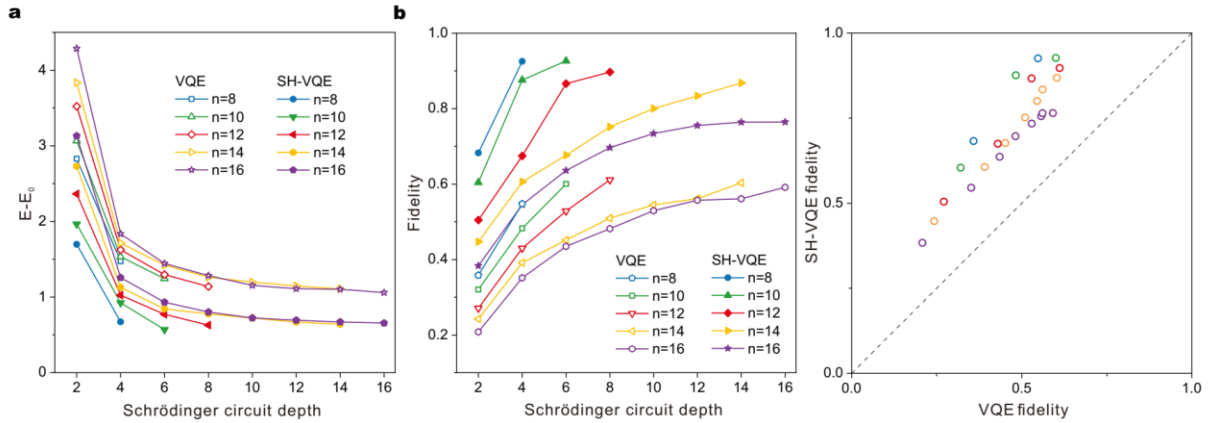 a
E-E₀
4
3
2
1
0
VQE SH-VQE
n=8 n=8
n=10 n=10
n=12 n=12
n=14 n=14
n=16 n=16
2 4 6 8 10 12 14 16
Schrödinger circuit depth
b
Fidelity
1.0
0.8
0.6
0.4
0.2
VQE SH-VQE
n=8 n=8
n=10 n=10
n=12 n=12
n=14 n=14
n=16 n=16
2 4 6 8 10 12 14 16
Schrödinger circuit depth
SH-VQE fidelity
1.0
0.5
0.0
0.0 0.5 1.0
VQE fidelity